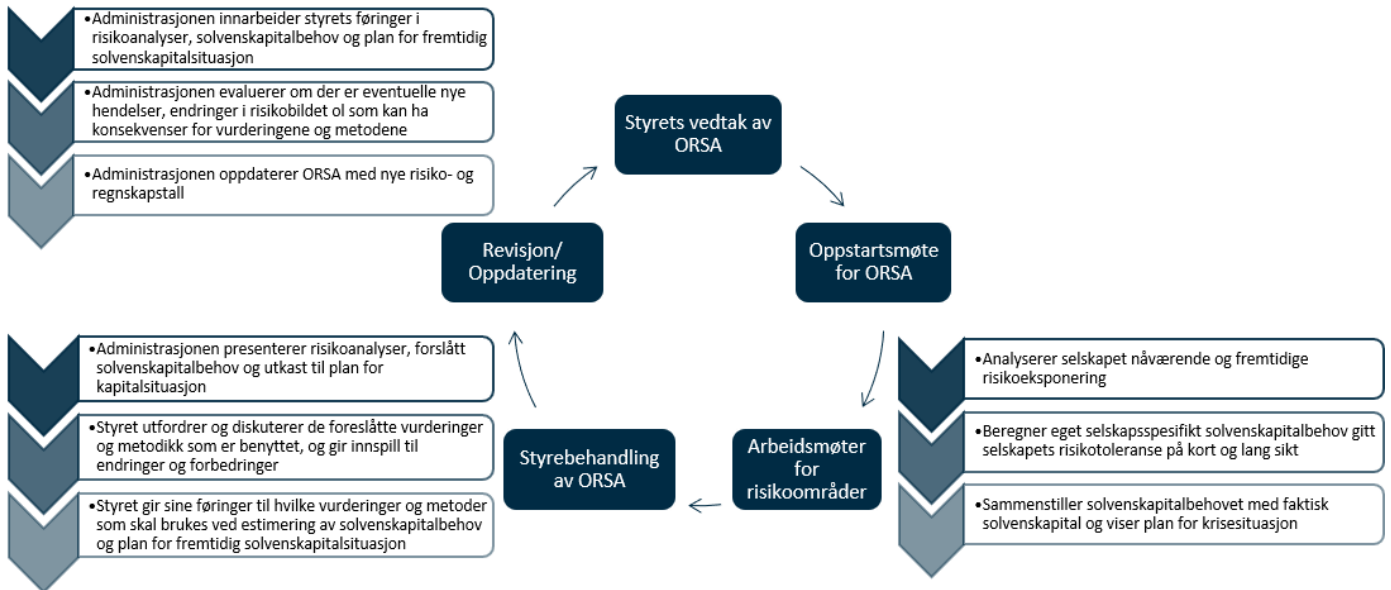 •Administrasjonen innarbeider styrets føringer i
risikoanalyser, solvenskapitalbehov og plan for fremtidig
solvenskapitalsituasjon
•Administrasjonen evaluerer om der er eventuelle nye
hendelser, endringer i risikobildet ol som kan ha
konsekvenser for vurderingene og metodene
•Administrasjonen oppdaterer ORSA med nye risiko- og
regnskapstall
Styrets vedtak av
ORSA
Revisjon/
Oppdatering
Oppstartsmøte
for ORSA
•Administrasjonen presenterer risikoanalyser, forslått
solvenskapitalbehov og utkast til plan for
kapitalsituasjon
•Styret utfordrer og diskuterer de foreslåtte vurderinger
og metodikk som er benyttet, og gir innspill til
endringer og forbedringer
•Styret gir sine føringer til hvilke vurderinger og metoder
som skal brukes ved estimering av solvenskapitalbehov
og plan for fremtidig solvenskapitalsituasjon
Styrebehandling
av ORSA
Arbeidsmøter
for
risikoområder
•Analyserer selskapet nåværende og fremtidige
risikoeksponering
•Beregner eget selskapsspesifikt solvenskapitalbehov gitt
selskapets risikotoleranse på kort og lang sikt
•Sammenstiller solvenskapitalbehovet med faktisk
solvenskapital og viser plan for krisesituasjon